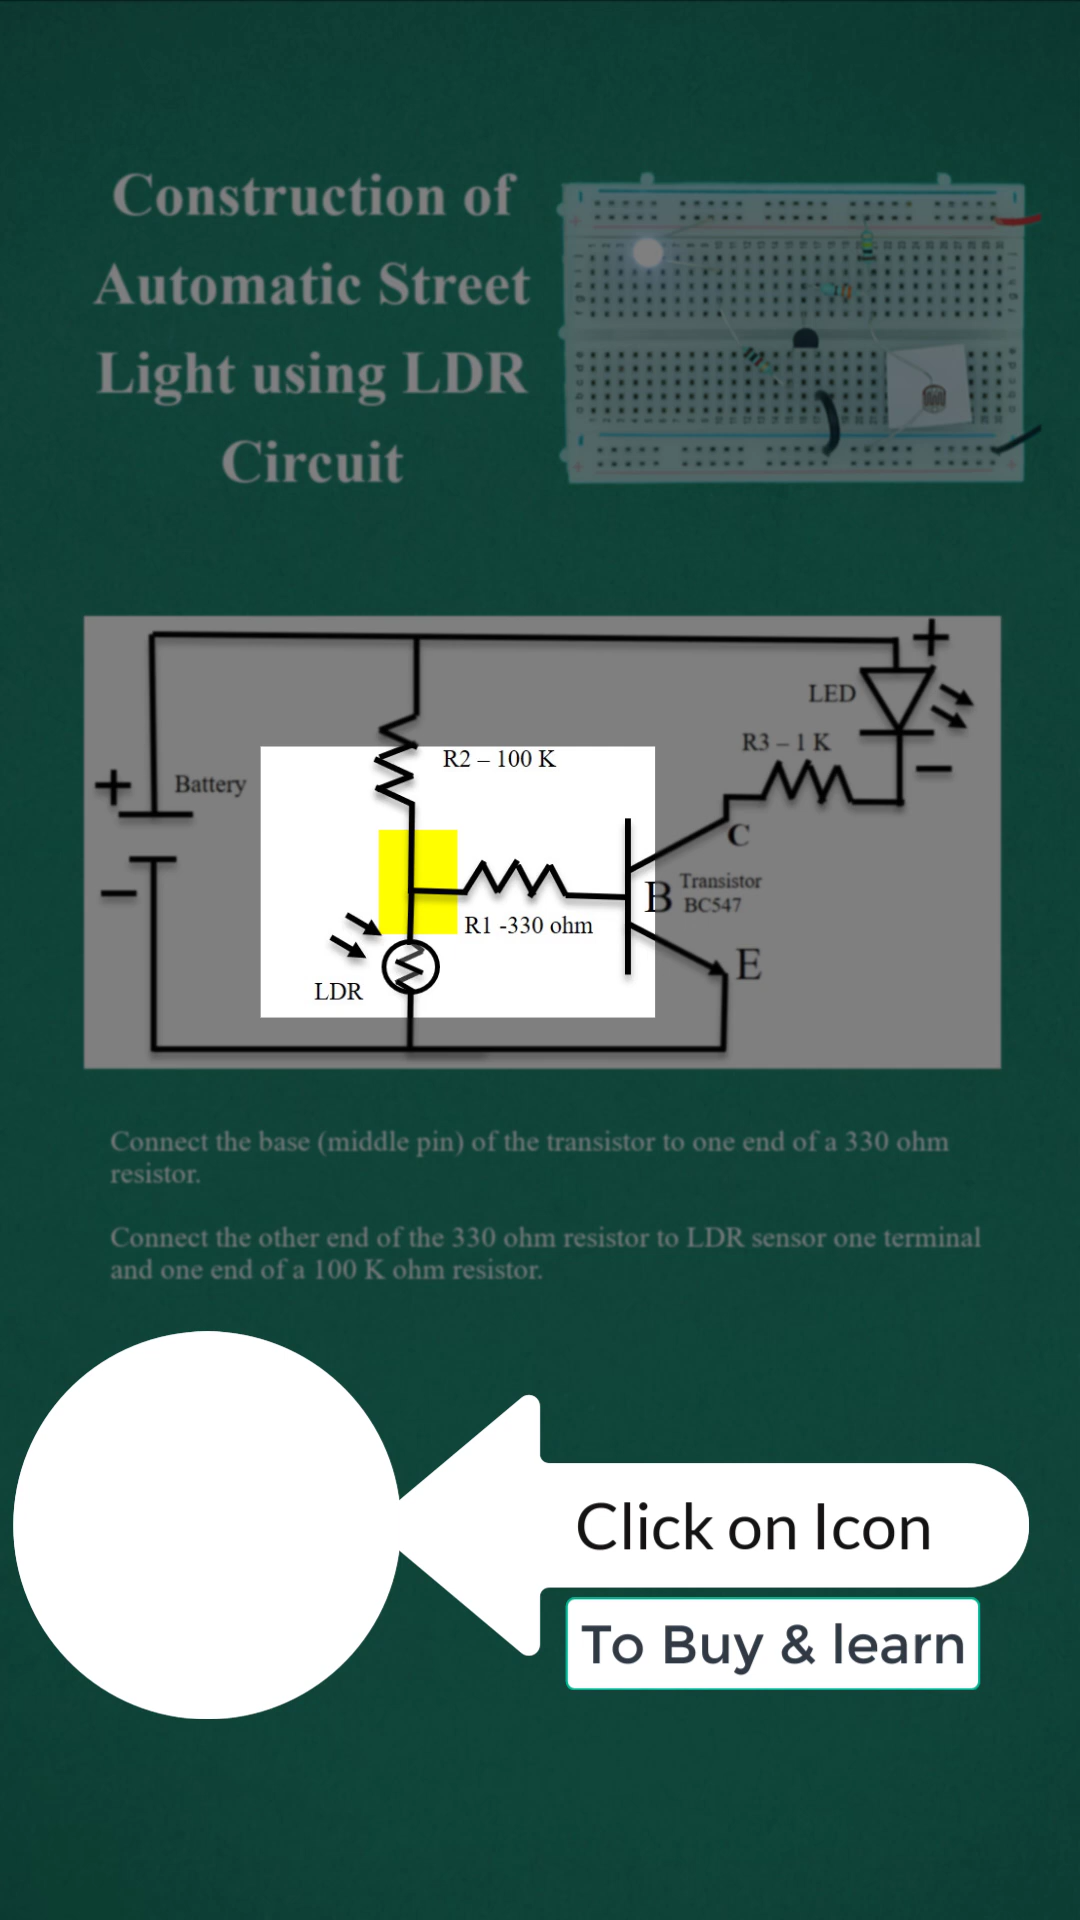 Construction of
Automatic Street
Light using LDR
Circuit
+
LED
R3 – 1 K
R2 – 100 K
+
Battery
–
C
Transistor
B
BC547
R1 -330 ohm
E
–
LDR
Connect the base (middle pin) of the transistor to one end of a 330 ohm
resistor.
Connect the other end of the 330 ohm resistor to LDR sensor one terminal
and one end of a 100 K ohm resistor.
Click on Icon
To Buy & learn